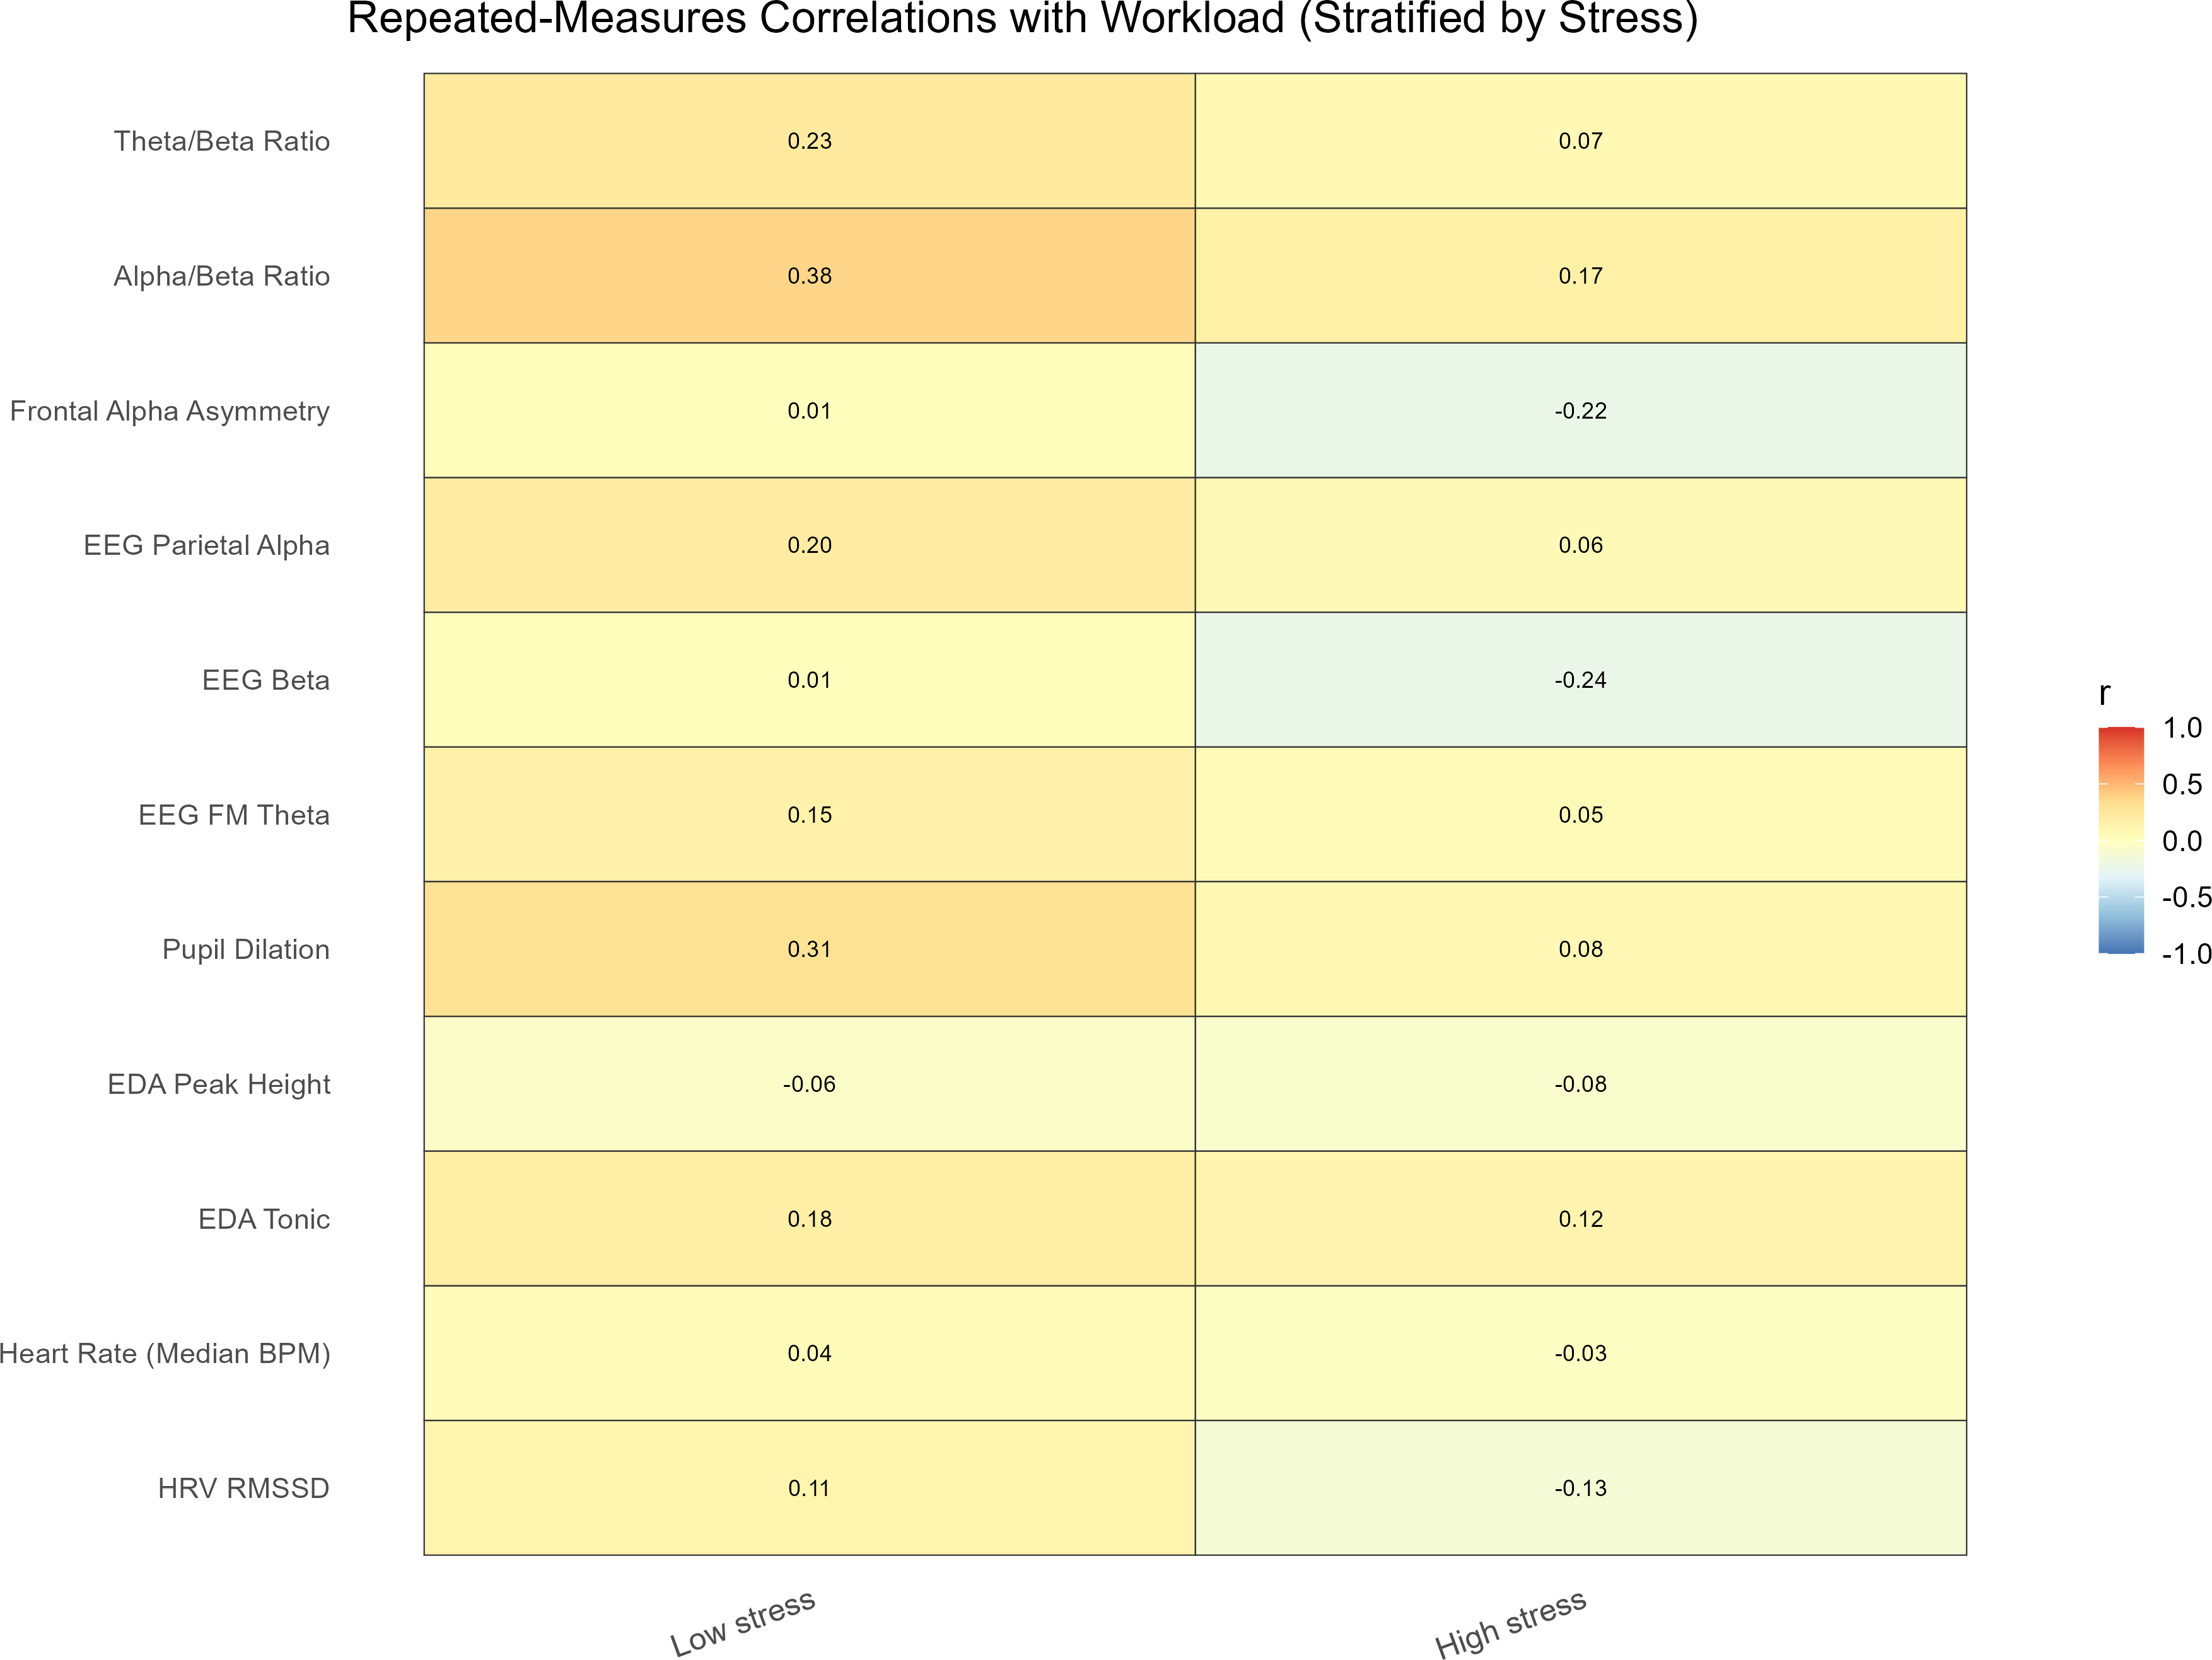 Repeated-Measures Correlations with Workload (Stratified by Stress)
Theta/Beta Ratio 0.23 0.07
Alpha/Beta Ratio 0.38 0.17
Frontal Alpha Asymmetry 0.01 -0.22
EEG Parietal Alpha 0.20 0.06
EEG Beta 0.01 -0.24
EEG FM Theta 0.15 0.05
Pupil Dilation 0.31 0.08
EDA Peak Height -0.06 -0.08
EDA Tonic 0.18 0.12
Heart Rate (Median BPM) 0.04 -0.03
HRV RMSSD 0.11 -0.13
Low stress High stress
r
1.0
0.5
0.0
-0.5
-1.0